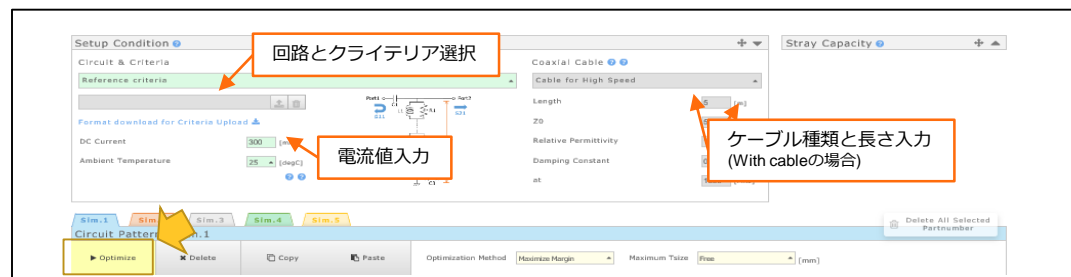 Setup Condition
Stray Capacity
回路とクライテリア選択
Circuit & Criteria
Coaxial Cable
Reference criteria
Cable for High Speed
Port1
Port2
C1
L1
R1
S11
S21
Length
5 [m]
Format download for Criteria Upload
Z0
ケーブル種類と長さ入力
(With cableの場合)
DC Current
300
電流値入力
Relative Permittivity
Ambient Temperature
25 [degC]
Damping Constant
at
Sim.1
Sim.3
Sim.4
Sim.5
Delete All Selected
Partnumber
Circuit Pattern
Optimize
Delete
Copy
Paste
Optimization Method
Maximize Margin
Maximum Tsize
Free
[mm]